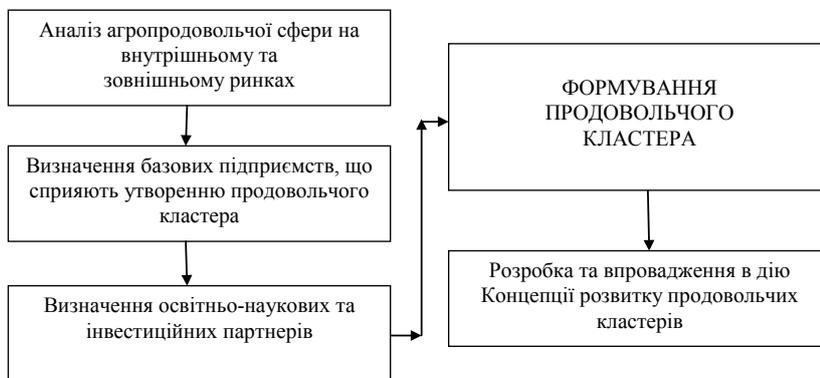 Аналіз агропродовольчої сфери на
внутрішньому та
зовнішньому ринках
Визначення базових підприємств, що
сприяють утворенню продовольчого
кластера
Визначення освітньо-наукових та
інвестиційних партнерів
ФОРМУВАННЯ
ПРОДОВОЛЬЧОГО
КЛАСТЕРА
Розробка та впровадження в дію
Концепції розвитку продовольчих
кластерів